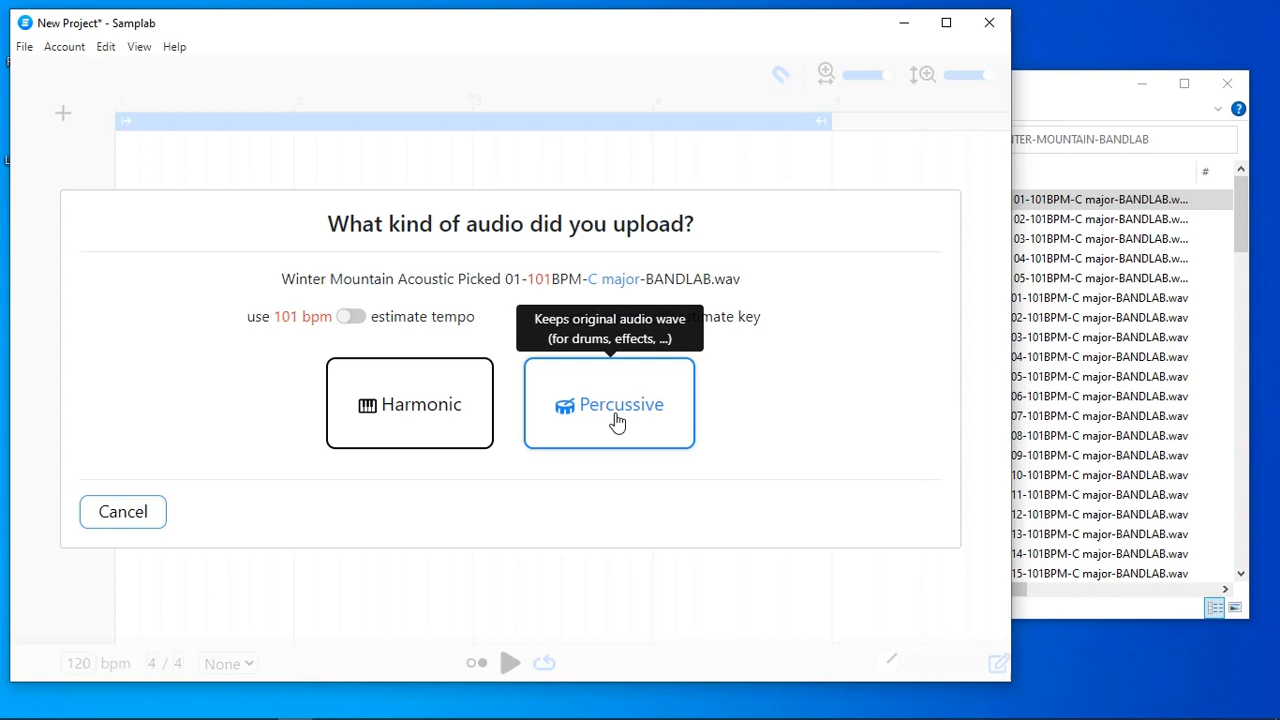 New Project* - Samplab
File Account Edit View Help
1 2 3 4 5
What kind of audio did you upload?
Winter Mountain Acoustic Picked 01-101BPM-C major-BANDLAB.wav
use 101 bpm estimate tempo
estimate key
Keeps original audio wave
(for drums, effects, ...)
Harmonic
Percussive
Cancel
120 bpm 4 / 4 None
?
NTER-MOUNTAIN-BANDLAB
#
01-101BPM-C major-BANDLAB.w...
02-101BPM-C major-BANDLAB.w...
03-101BPM-C major-BANDLAB.w...
04-101BPM-C major-BANDLAB.w...
05-101BPM-C major-BANDLAB.w...
01-101BPM-C major-BANDLAB.wav
02-101BPM-C major-BANDLAB.wav
03-101BPM-C major-BANDLAB.wav
04-101BPM-C major-BANDLAB.wav
05-101BPM-C major-BANDLAB.wav
06-101BPM-C major-BANDLAB.wav
07-101BPM-C major-BANDLAB.wav
08-101BPM-C major-BANDLAB.wav
09-101BPM-C major-BANDLAB.wav
10-101BPM-C major-BANDLAB.wav
11-101BPM-C major-BANDLAB.wav
12-101BPM-C major-BANDLAB.wav
13-101BPM-C major-BANDLAB.wav
14-101BPM-C major-BANDLAB.wav
15-101BPM-C major-BANDLAB.wav